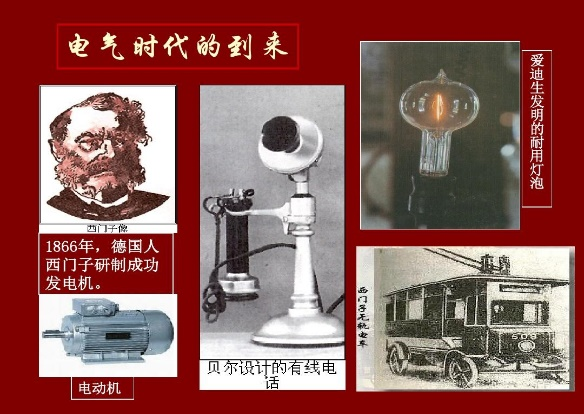 电气时代的到来
西门子像
1866年，德国人
西门子研制成功
发电机。
电动机
贝尔设计的有线电
话
爱迪生发明的耐用灯泡
西门子无轨电车